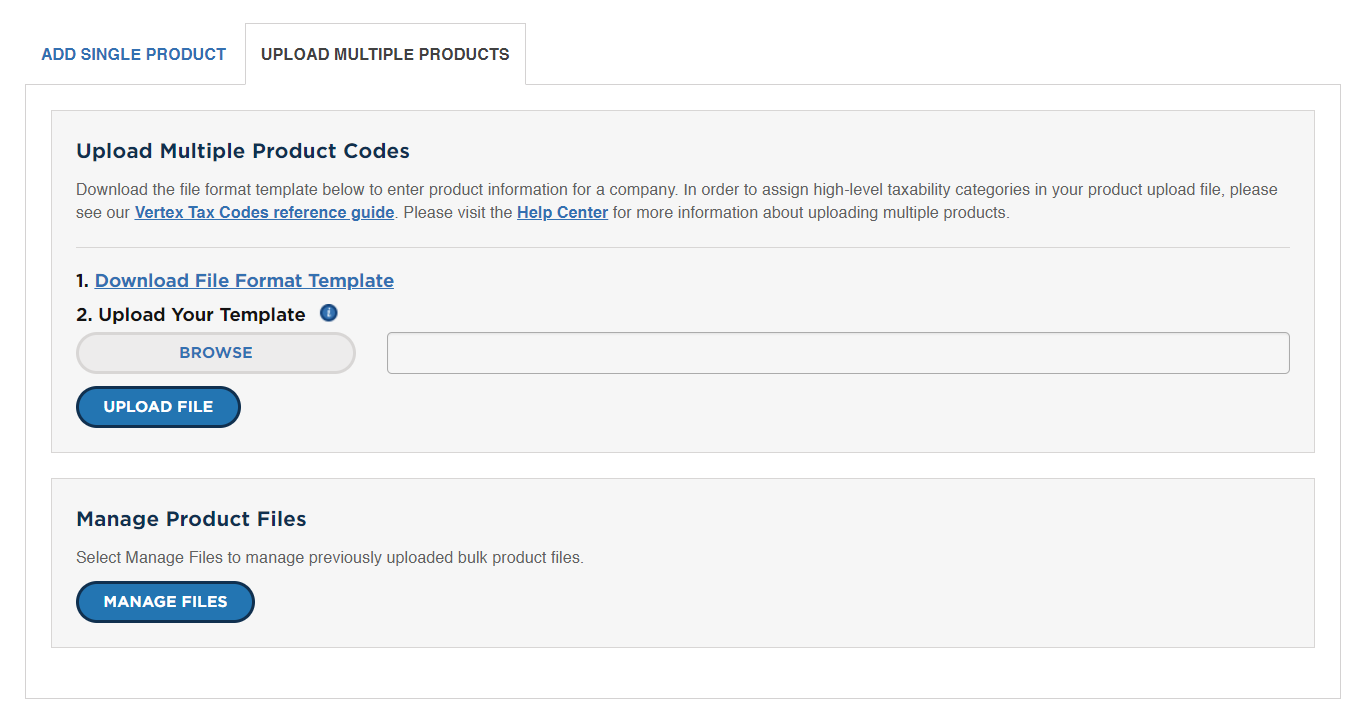 ADD SINGLE PRODUCT
UPLOAD MULTIPLE PRODUCTS
Upload Multiple Product Codes
Download the file format template below to enter product information for a company. In order to assign high-level taxability categories in your product upload file, please
see our Vertex Tax Codes reference guide. Please visit the Help Center for more information about uploading multiple products.
1. Download File Format Template
2. Upload Your Template i
BROWSE
UPLOAD FILE
Manage Product Files
Select Manage Files to manage previously uploaded bulk product files.
MANAGE FILES